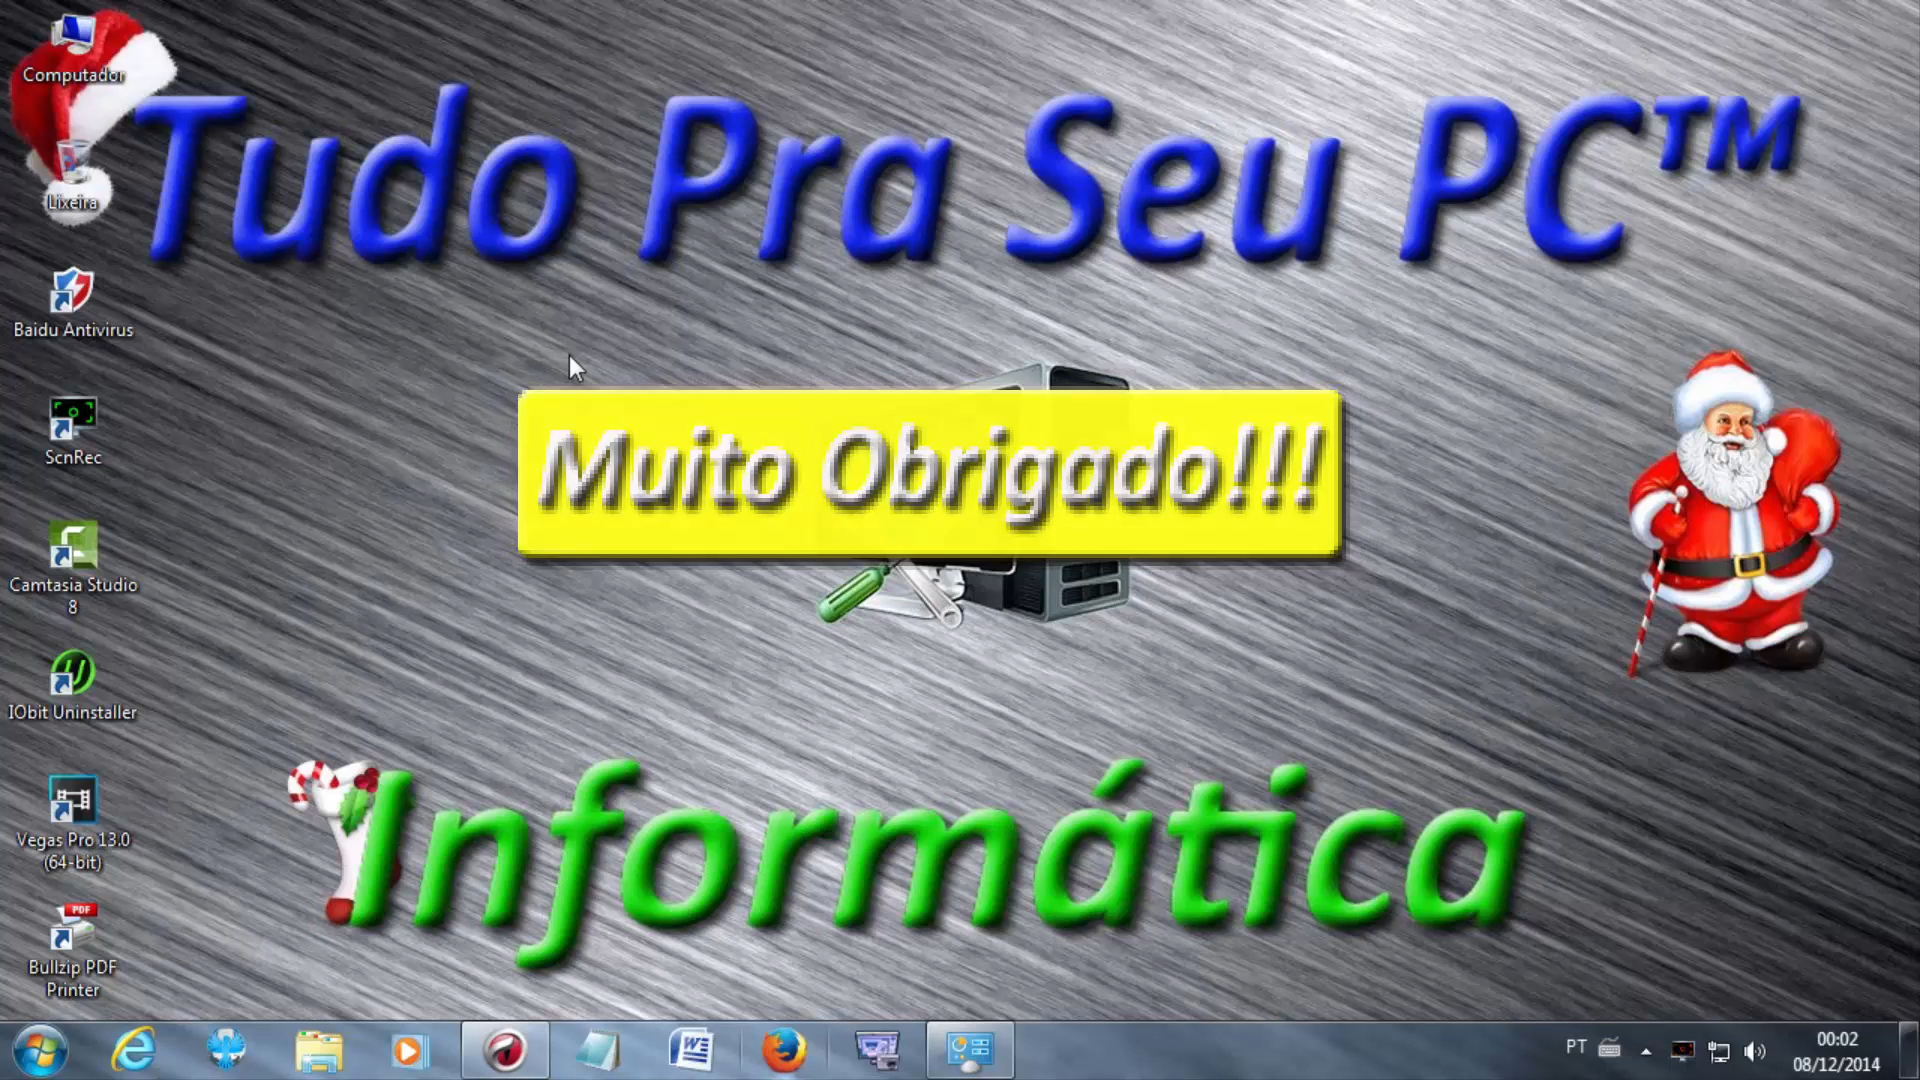 Computador
Tudo Pra Seu PC™
Lixeira
Baidu Antivirus
ScnRec
Muito Obrigado!!!
Camtasia Studio
8
IObit Uninstaller
Vegas Pro 13.0
(64-bit)
Informática
PDF
Bullzip PDF
Printer
PT
00:02
08/12/2014